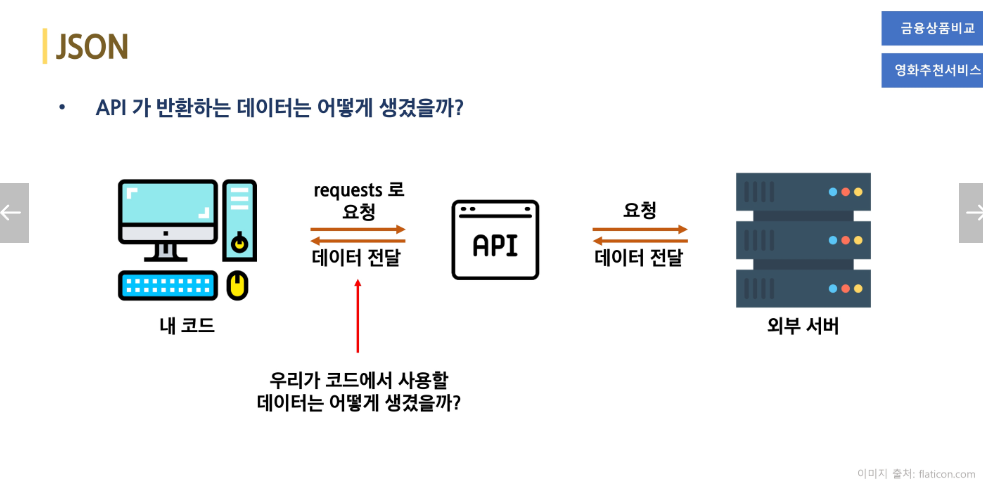 JSON
금융상품비교
영화추천서비스
• API 가 반환하는 데이터는 어떻게 생겼을까?
requests 로
요청
데이터 전달
API
요청
데이터 전달
내 코드
외부 서버
우리가 코드에서 사용할
데이터는 어떻게 생겼을까?
이미지 출처: flaticon.com